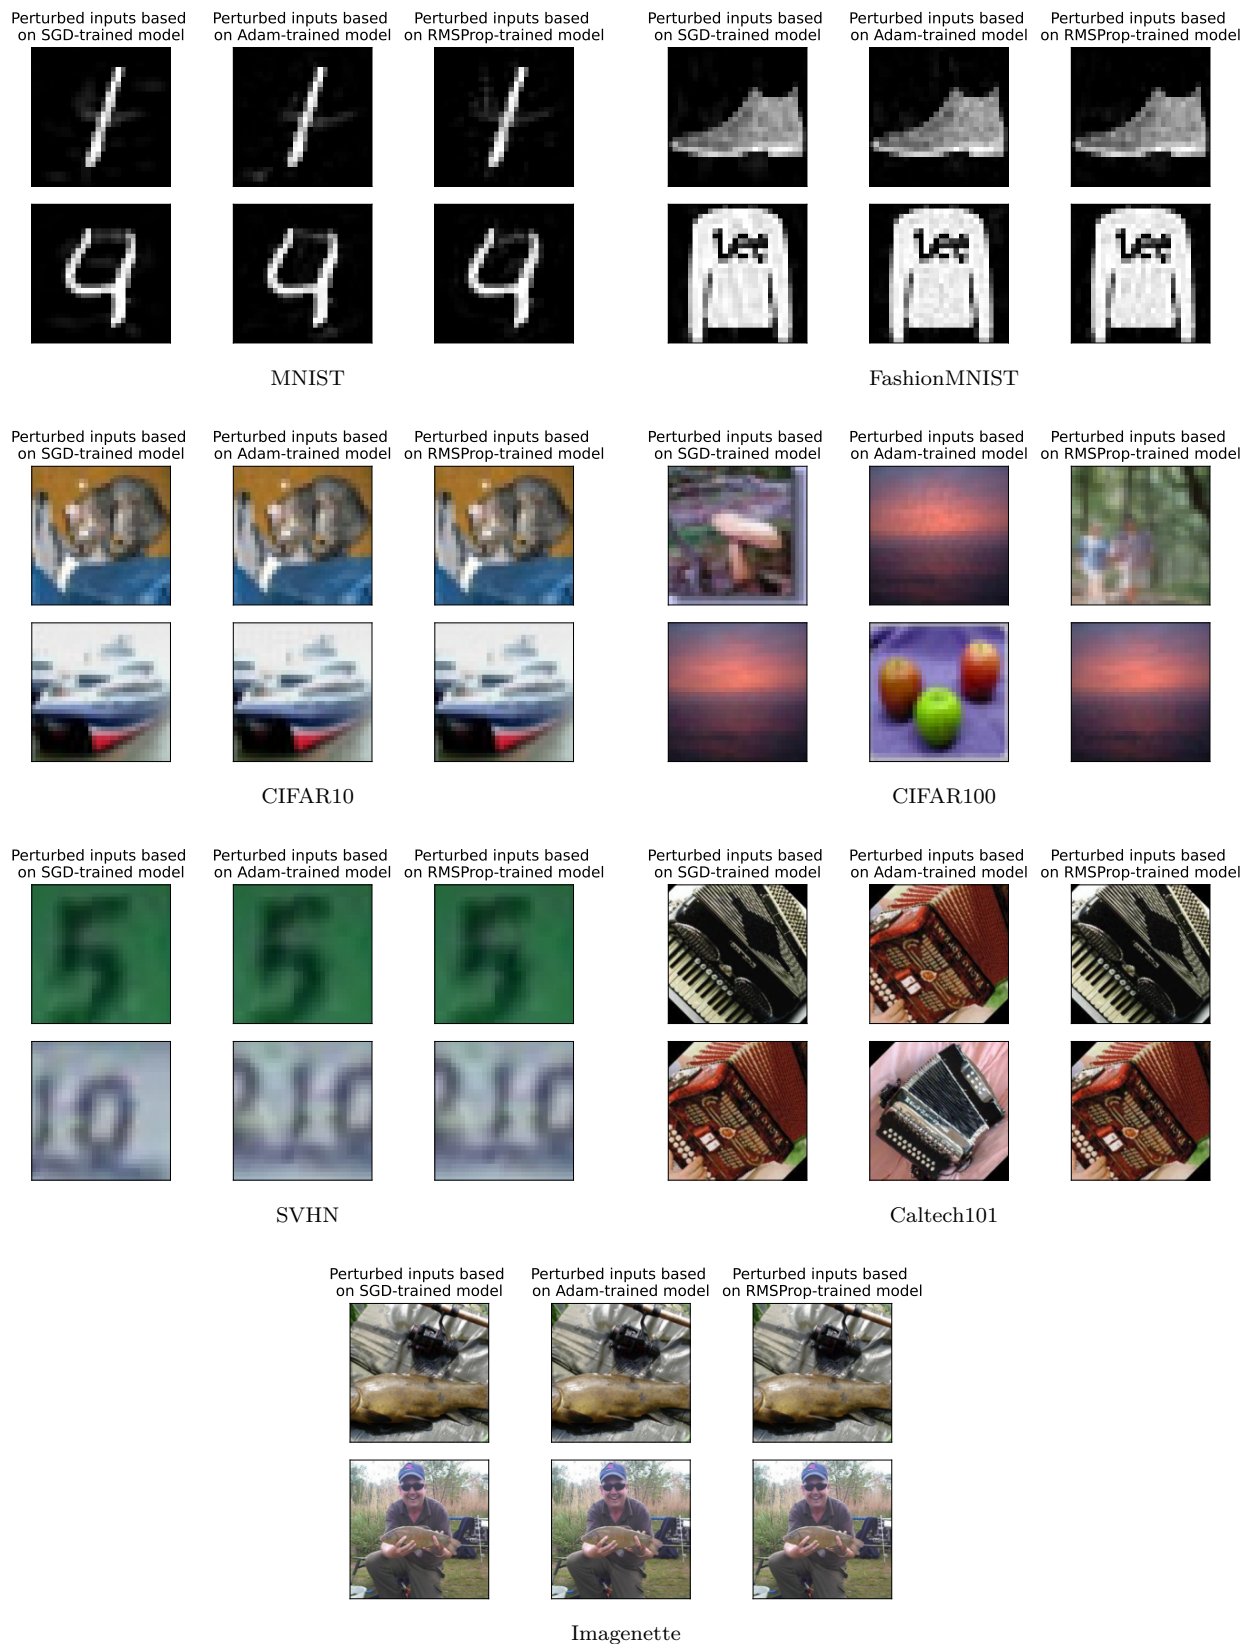 Perturbed inputs based
on SGD-trained model
Perturbed inputs based
on Adam-trained model
Perturbed inputs based
on RMSProp-trained model
Lee
Lee
Lee
MNIST
Perturbed inputs based
on SGD-trained model
Perturbed inputs based
on Adam-trained model
Perturbed inputs based
on RMSProp-trained model
FashionMNIST
Perturbed inputs based
on SGD-trained model
Perturbed inputs based
on Adam-trained model
Perturbed inputs based
on RMSProp-trained model
CIFAR10
Perturbed inputs based
on SGD-trained model
Perturbed inputs based
on Adam-trained model
Perturbed inputs based
on RMSProp-trained model
CIFAR100
Perturbed inputs based
on SGD-trained model
Perturbed inputs based
on Adam-trained model
Perturbed inputs based
on RMSProp-trained model
5
5
5
10
210
210
SVHN
Perturbed inputs based
on SGD-trained model
Perturbed inputs based
on Adam-trained model
Perturbed inputs based
on RMSProp-trained model
Caltech101
Perturbed inputs based
on SGD-trained model
Perturbed inputs based
on Adam-trained model
Perturbed inputs based
on RMSProp-trained model
Imagenette